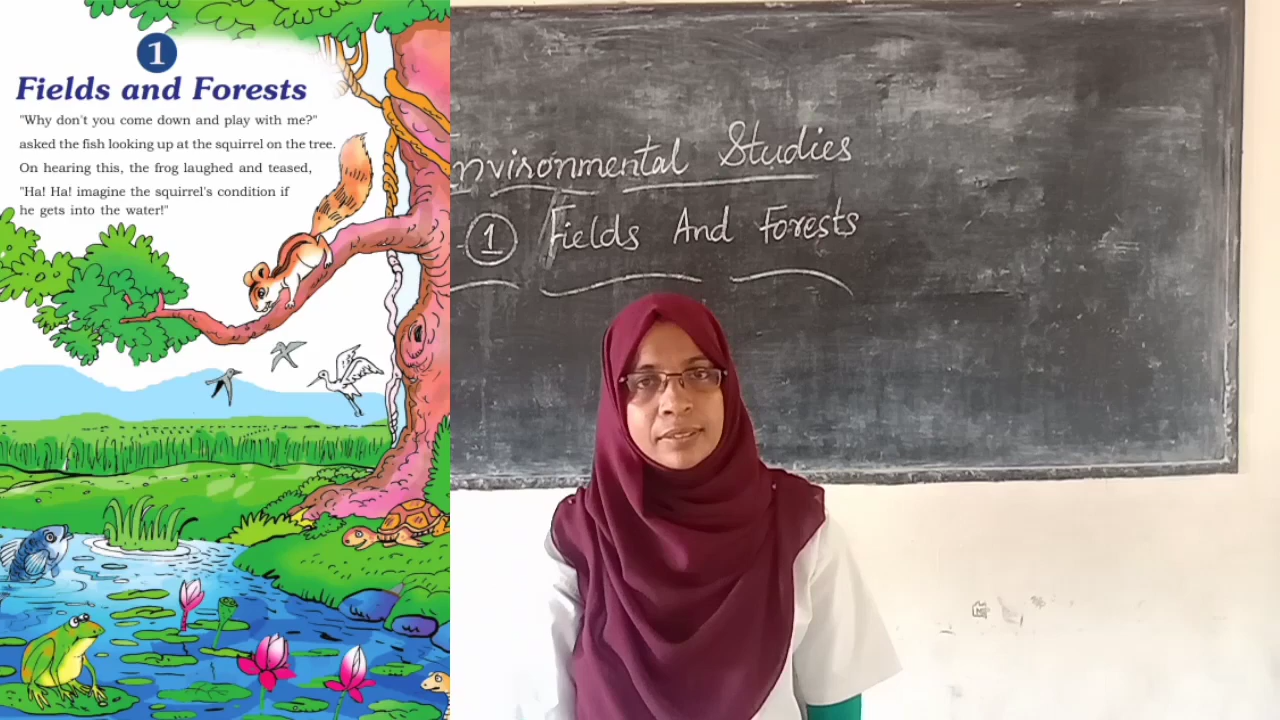 1
Fields and Forests
"Why don't you come down and play with me?"
asked the fish looking up at the squirrel on the tree.
On hearing this, the frog laughed and teased,
"Ha! Ha! imagine the squirrel's condition if
he gets into the water!"
nvironmental Studies
1 Fields And Forests